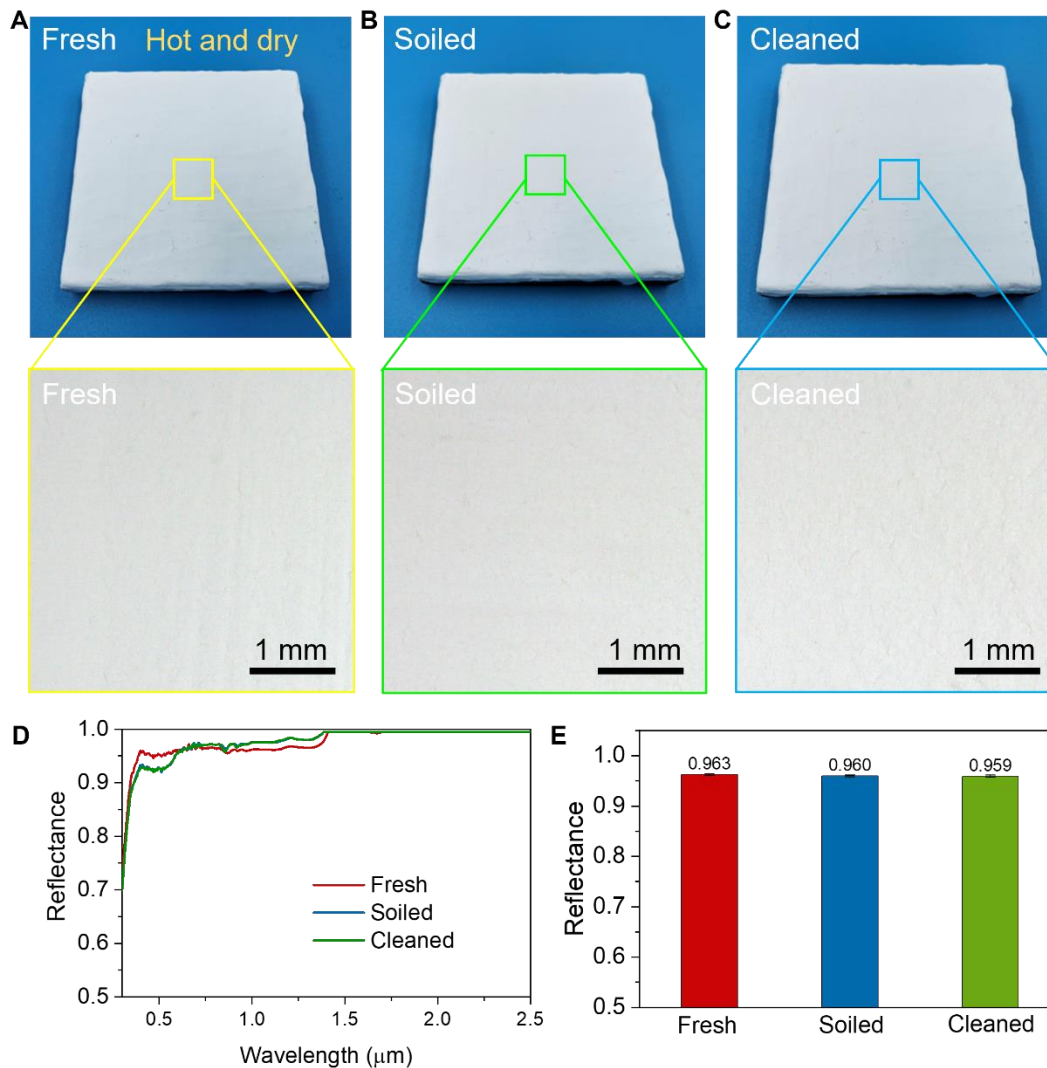 A
Fresh
Hot and dry
B
Soiled
C
Cleaned
Fresh
1 mm
Soiled
1 mm
Cleaned
1 mm
D
1.0
0.9
0.8
0.7
0.6
0.5
Reflectance
Fresh
Soiled
Cleaned
0.5
1.0
1.5
2.0
2.5
Wavelength (μm)
E
1.0
0.9
0.8
0.7
0.6
0.5
Reflectance
0.963
0.960
0.959
Fresh
Soiled
Cleaned